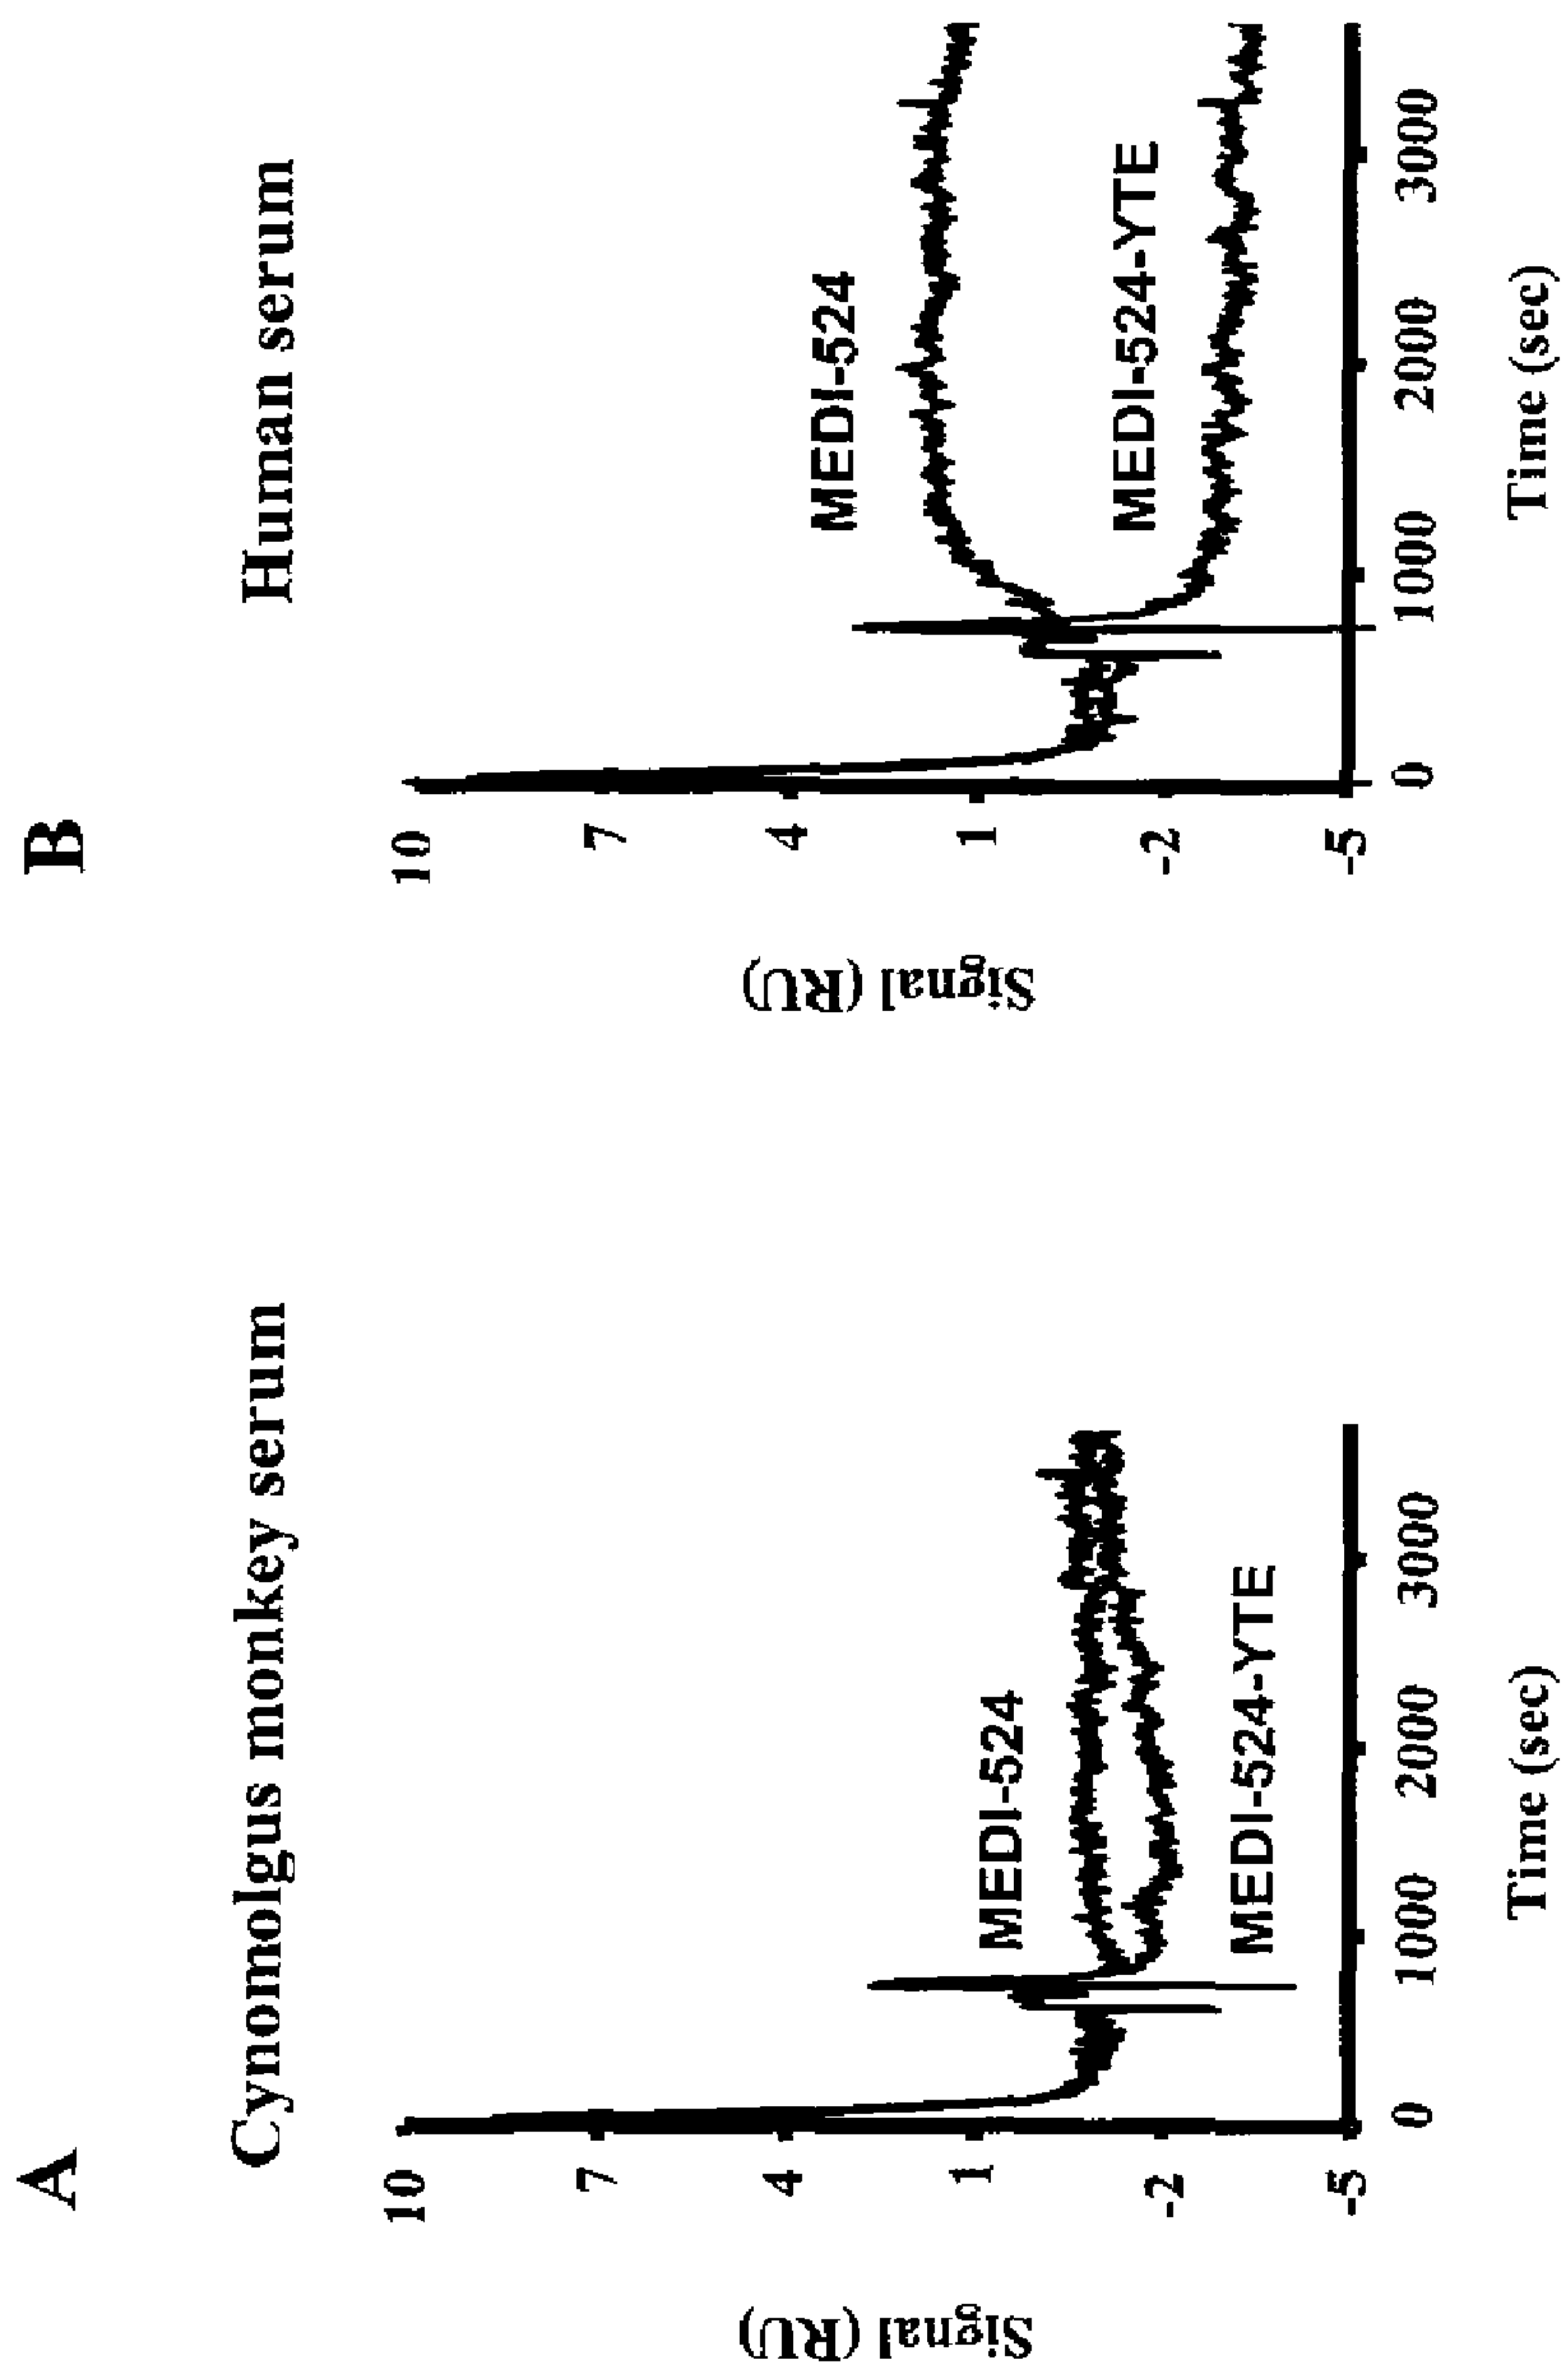 A
Cynomolgus monkey serum
Signal (RU)
10
7
4
1
-2
-5
MEDI-524
MEDI-524-YTE
0
1000
2000
3000
Time (sec)
B
Human serum
Signal (RU)
10
7
4
1
-2
-5
MEDI-524
MEDI-524-YTE
0
1000
2000
3000
Time (sec)